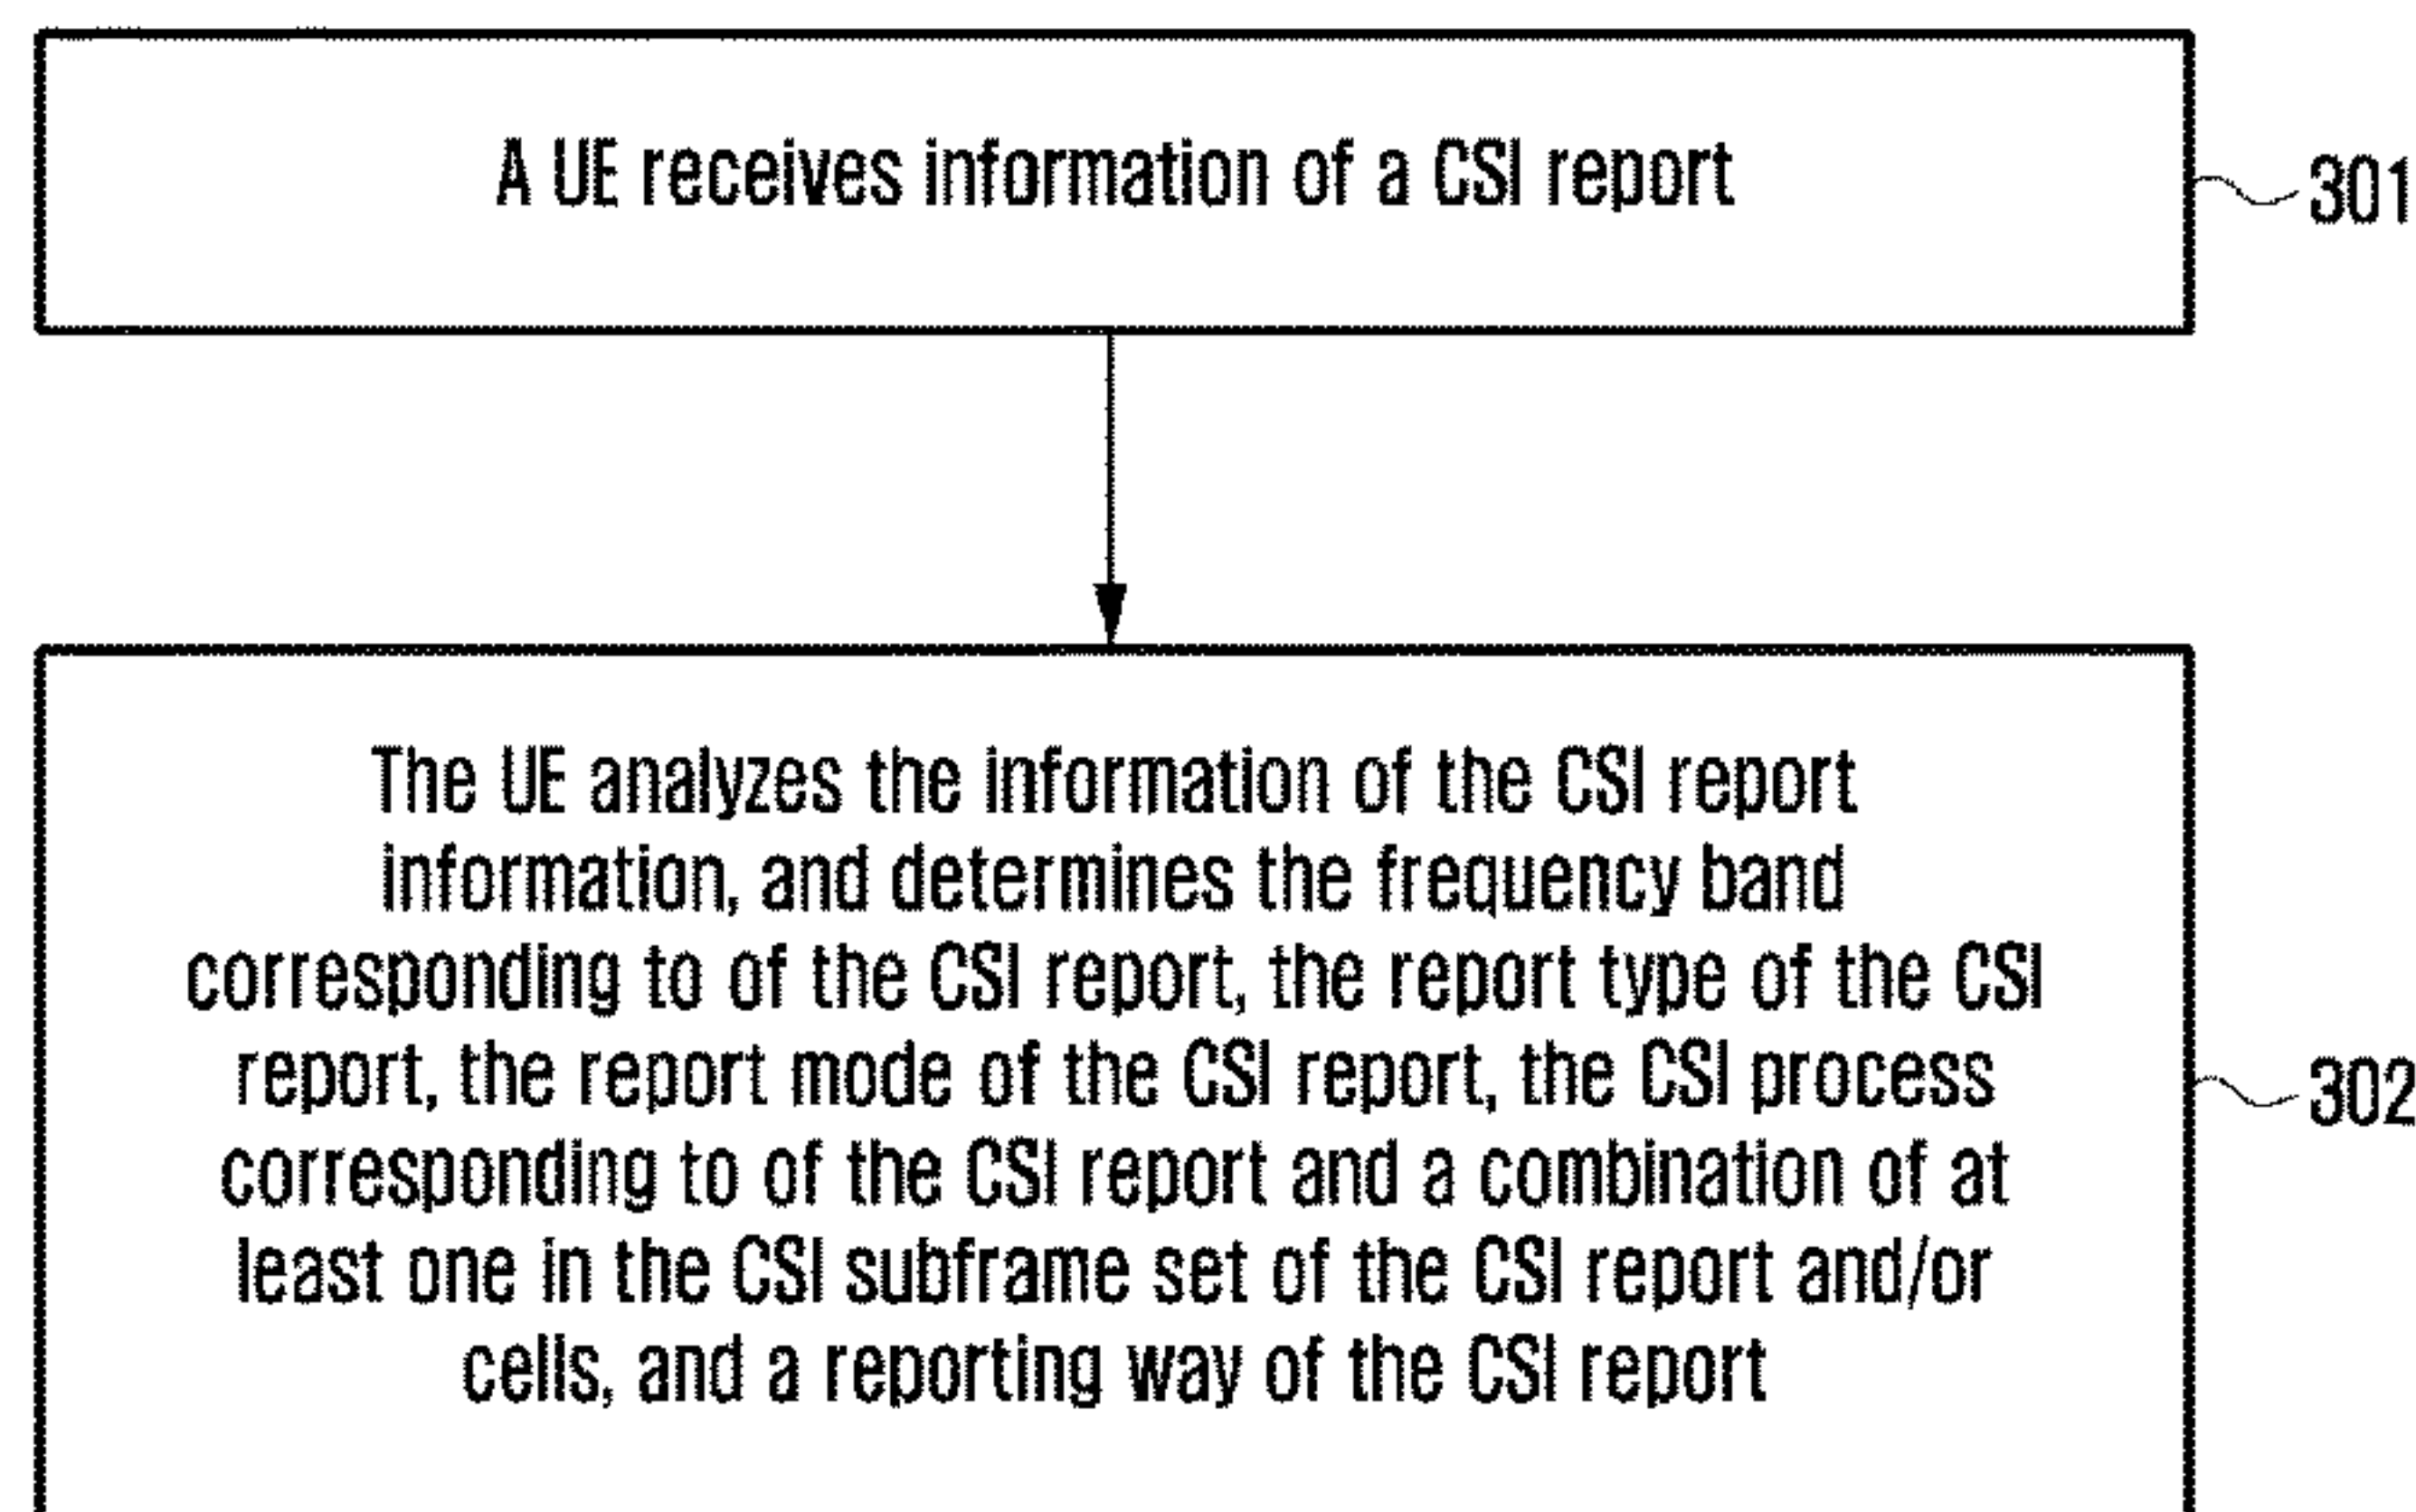 A UE receives information of a CSI report
301
The UE analyzes the information of the CSI report
information, and determines the frequency band
corresponding to of the CSI report, the report type of the CSI
report, the report mode of the CSI report, the CSI process
302
corresponding to of the CSI report and a combination of at
least one in the CSI subframe set of the CSI report and/or
cells, and a reporting way of the CSI report